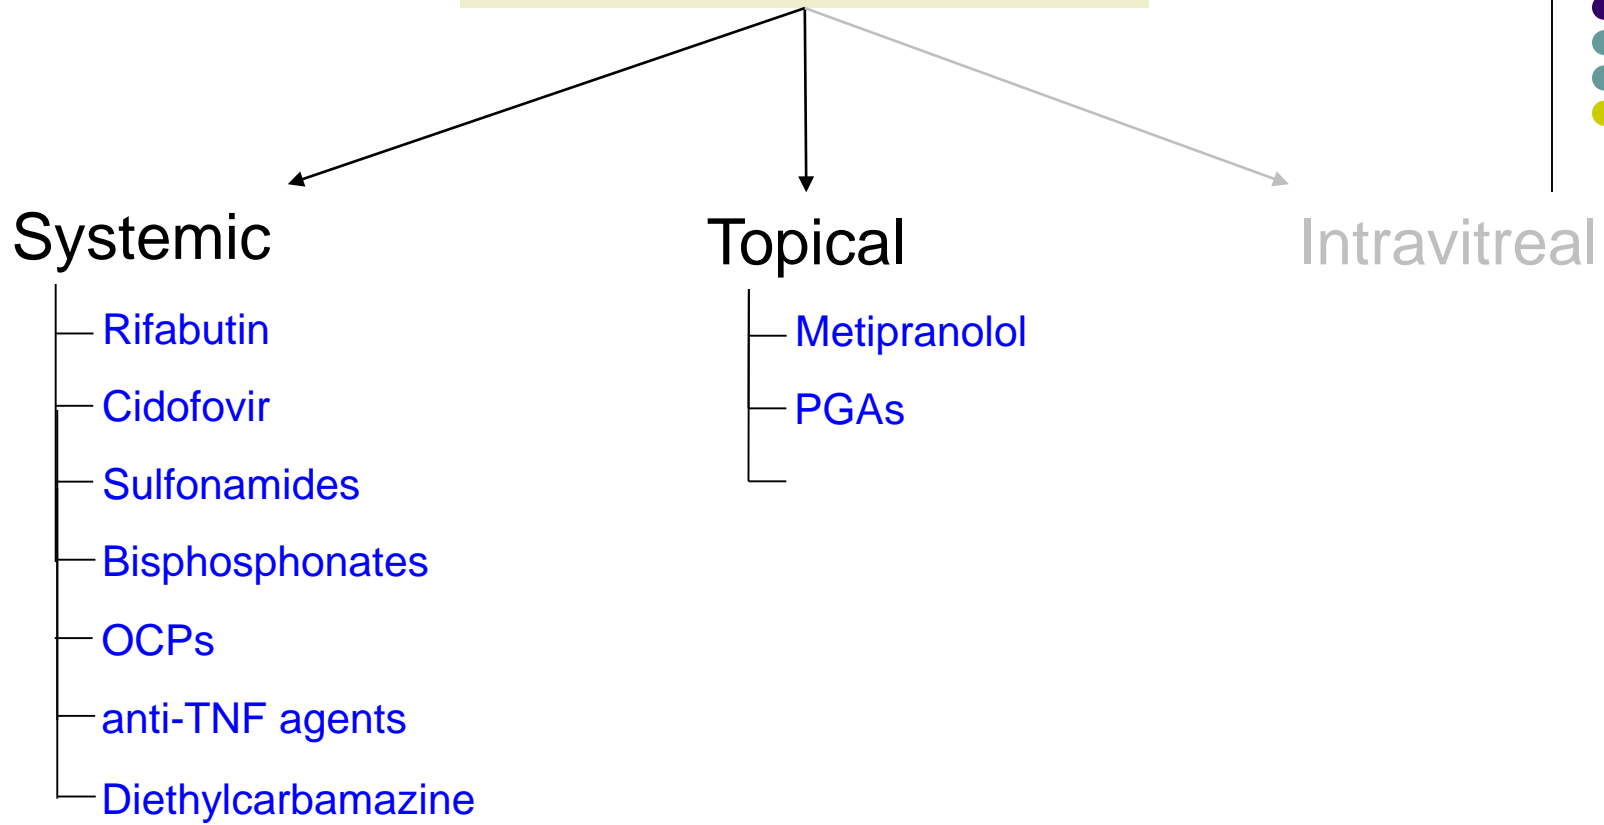 Systemic
Topical
Intravitreal
Rifabutin
Metipranolol
Cidofovir
PGAs
Sulfonamides
Bisphosphonates
OCPs
anti-TNF agents
Diethylcarbamazine